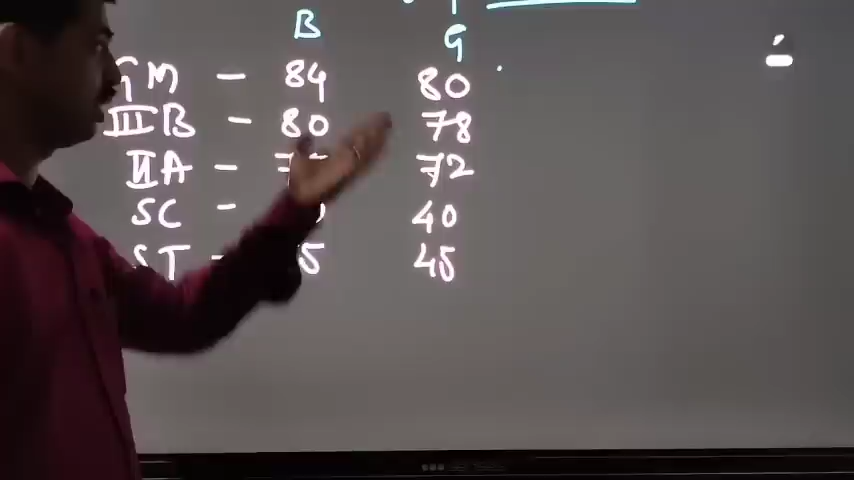 B G
GM - 84 80
IIIB - 80 78
IIA - 72
SC - 40
ST - 45